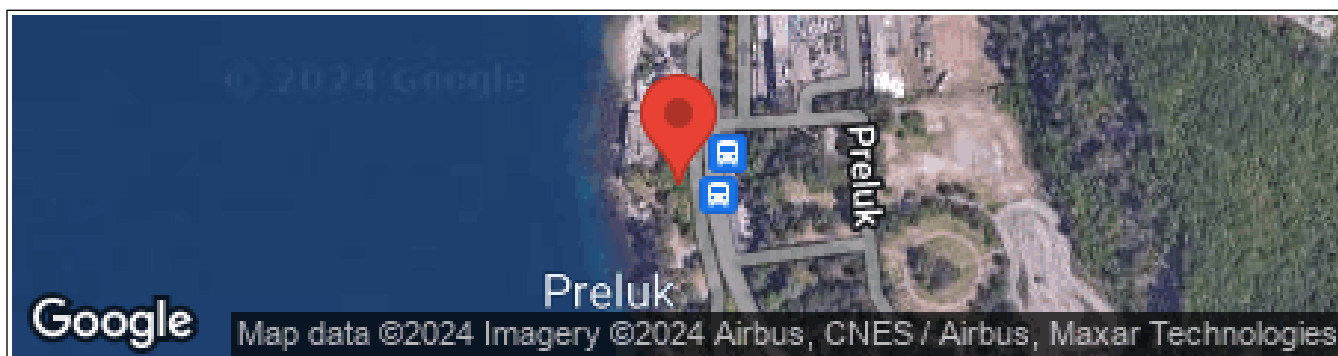 © 2024 Google
Preluk
Preluk
Google
Map data ©2024 Imagery ©2024 Airbus, CNES / Airbus, Maxar Technologies